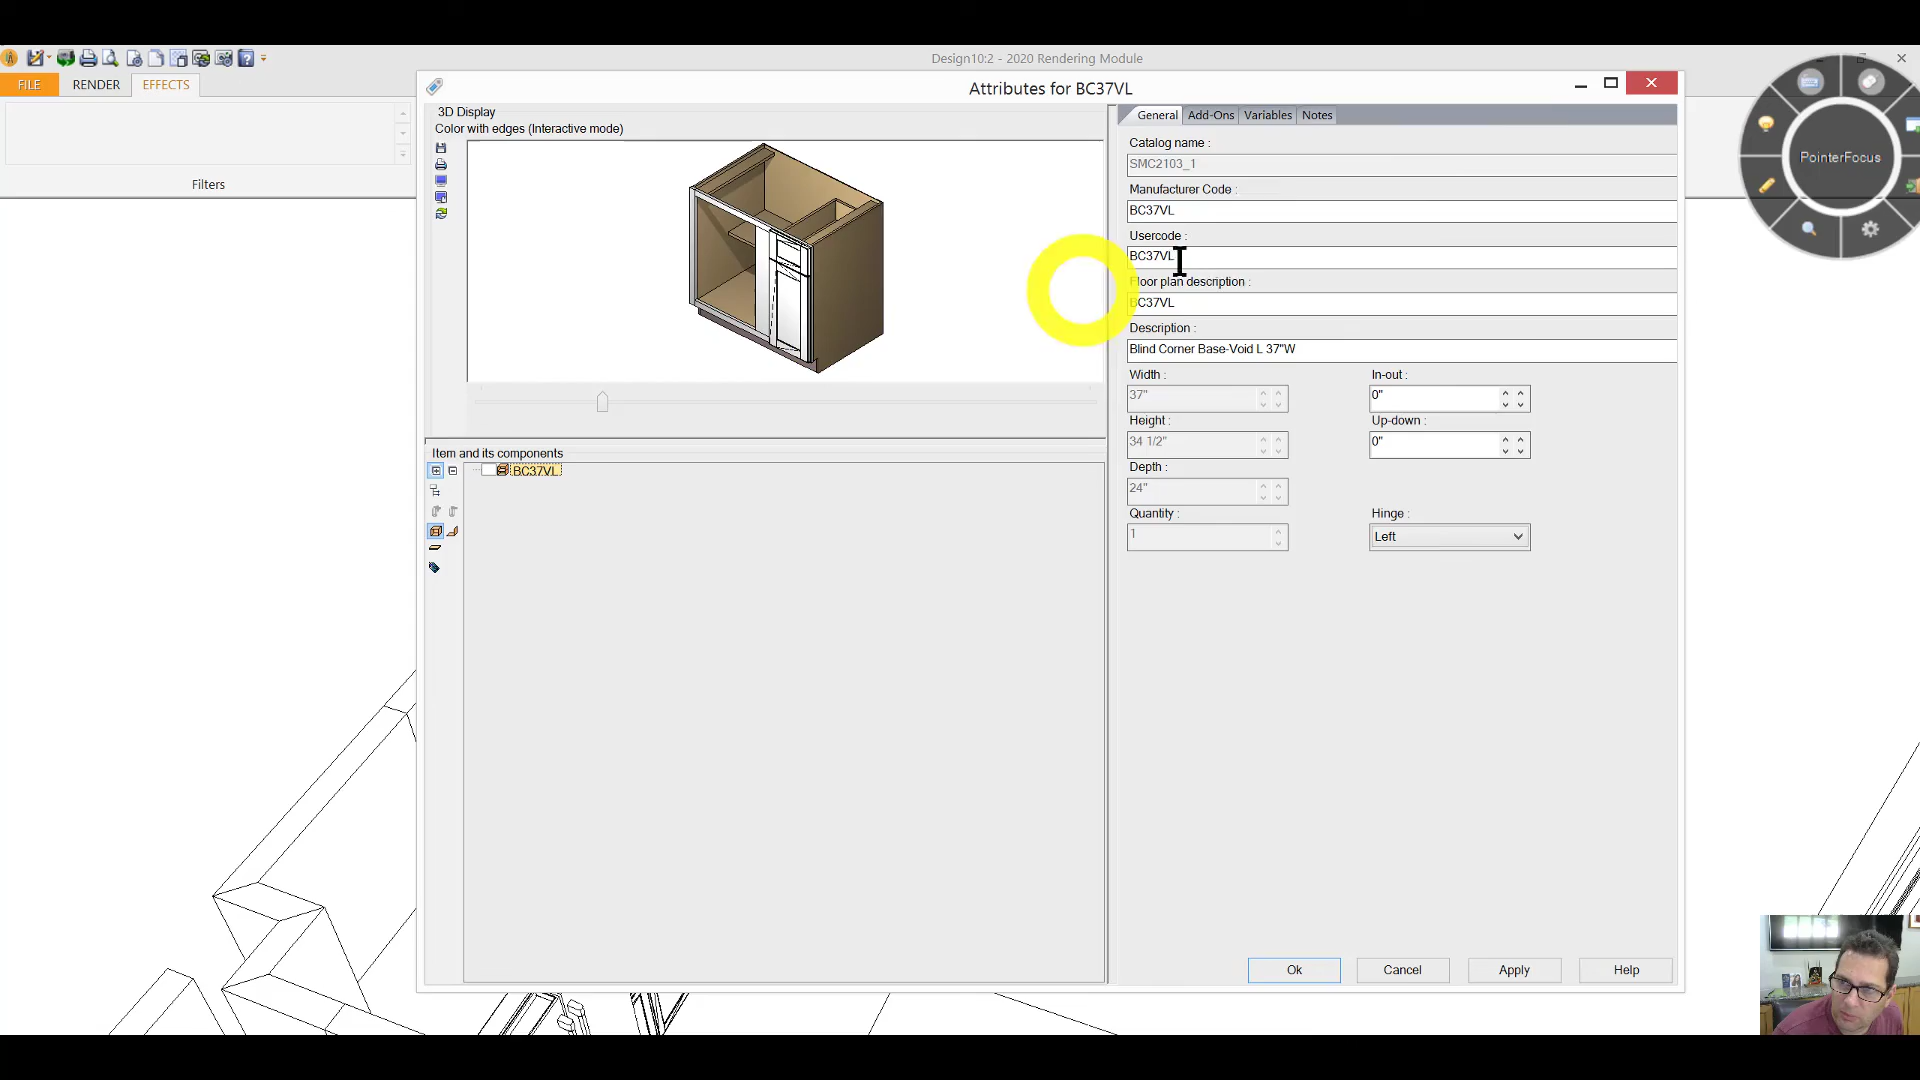 Design10:2 - 2020 Rendering Module
FILE
RENDER
EFFECTS
Filters
Attributes for BC37VL
3D Display
Color with edges (Interactive mode)
Item and its components
BC37VL
General
Add-Ons
Variables
Notes
Catalog name :
SMC2103_1
Manufacturer Code :
BC37VL
Usercode :
BC37VL
Floor plan description :
BC37VL
Description :
Blind Corner Base-Void L 37"W
Width :
37"
In-out :
0"
Height :
34 1/2"
Up-down :
0"
Depth :
24"
Quantity :
1
Hinge :
Left
Ok
Cancel
Apply
Help
PointerFocus